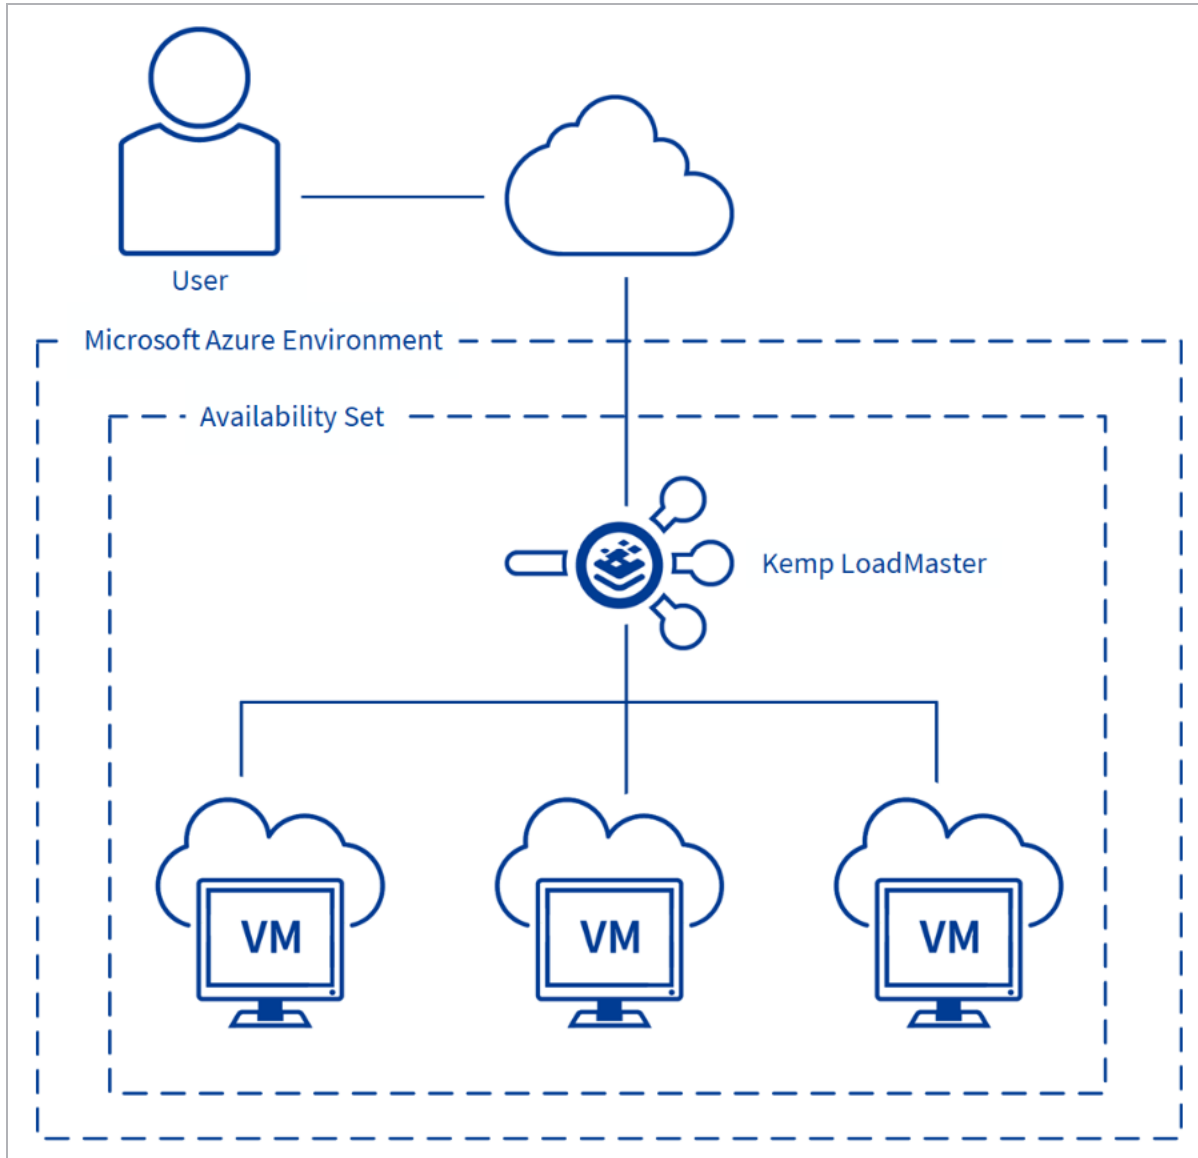 User
Microsoft Azure Environment
Availability Set
Kemp LoadMaster
VM
VM
VM